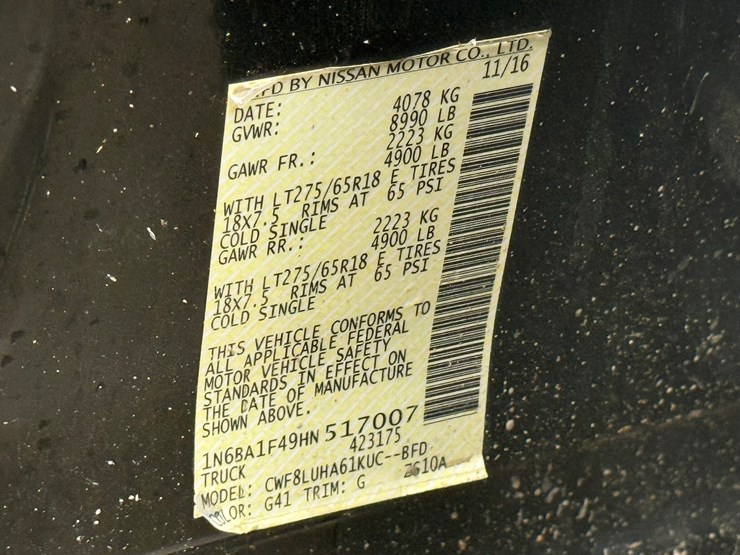 FD BY NISSAN MOTOR CO., LTD.
DATE: 11/16
GVWR: 4078 KG
8990 LB
GAWR FR.: 2223 KG
4900 LB
WITH LT275/65R18 E TIRES
18X7.5 RIMS AT 65 PSI
COLD SINGLE
GAWR RR.: 2223 KG
4900 LB
WITH LT275/65R18 E TIRES
18X7.5 RIMS AT 65 PSI
COLD SINGLE
THIS VEHICLE CONFORMS TO
ALL APPLICABLE FEDERAL
MOTOR VEHICLE SAFETY
STANDARDS IN EFFECT ON
THE DATE OF MANUFACTURE
SHOWN ABOVE.
1N6BA1F49HN517007
TRUCK 423175
MODEL: CWF8LUHA61KUC--BFD
COLOR: G41 TRIM: G